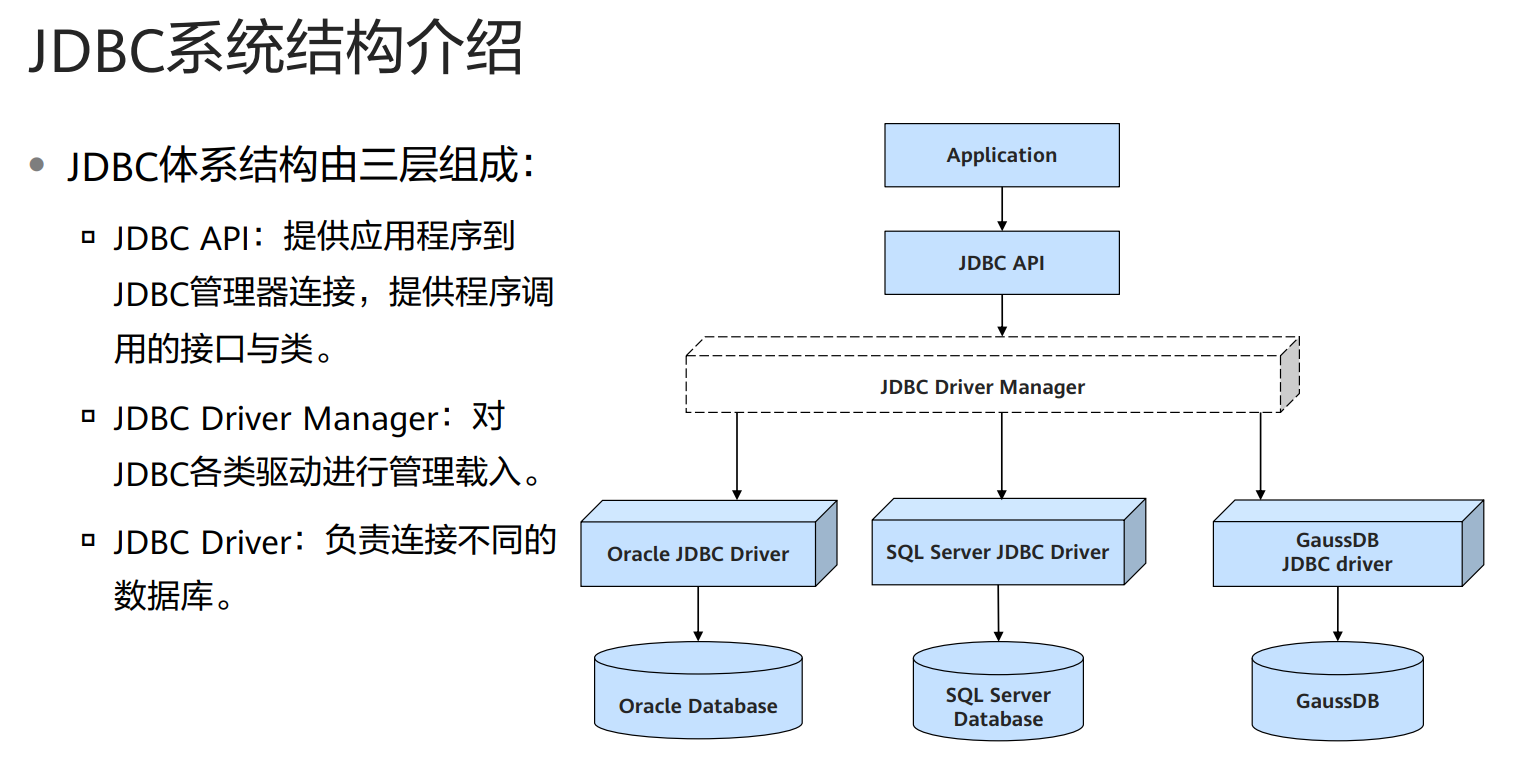 JDBC系统结构介绍
JDBC体系结构由三层组成：
JDBC API：提供应用程序到
JDBC管理器连接，提供程序调
用的接口与类。
JDBC Driver Manager：对
JDBC各类驱动进行管理载入。
JDBC Driver：负责连接不同的
数据库。
Application
JDBC API
JDBC Driver Manager
Oracle JDBC Driver
SQL Server JDBC Driver
GaussDB
JDBC driver
Oracle Database
SQL Server
Database
GaussDB